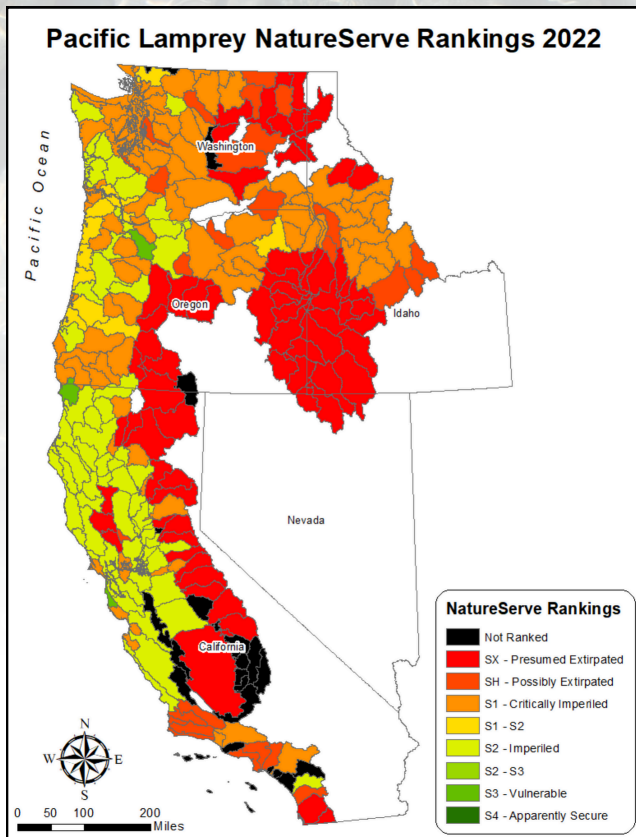 Pacific Lamprey NatureServe Rankings 2022
Pacific Ocean
Washington
Oregon
Idaho
Nevada
California
NatureServe Rankings
Not Ranked
SX - Presumed Extirpated
SH - Possibly Extirpated
S1 - Critically Imperiled
S1 - S2
S2 - Imperiled
S2 - S3
S3 - Vulnerable
S4 - Apparently Secure
N
W E
S
0 50 100 200
Miles